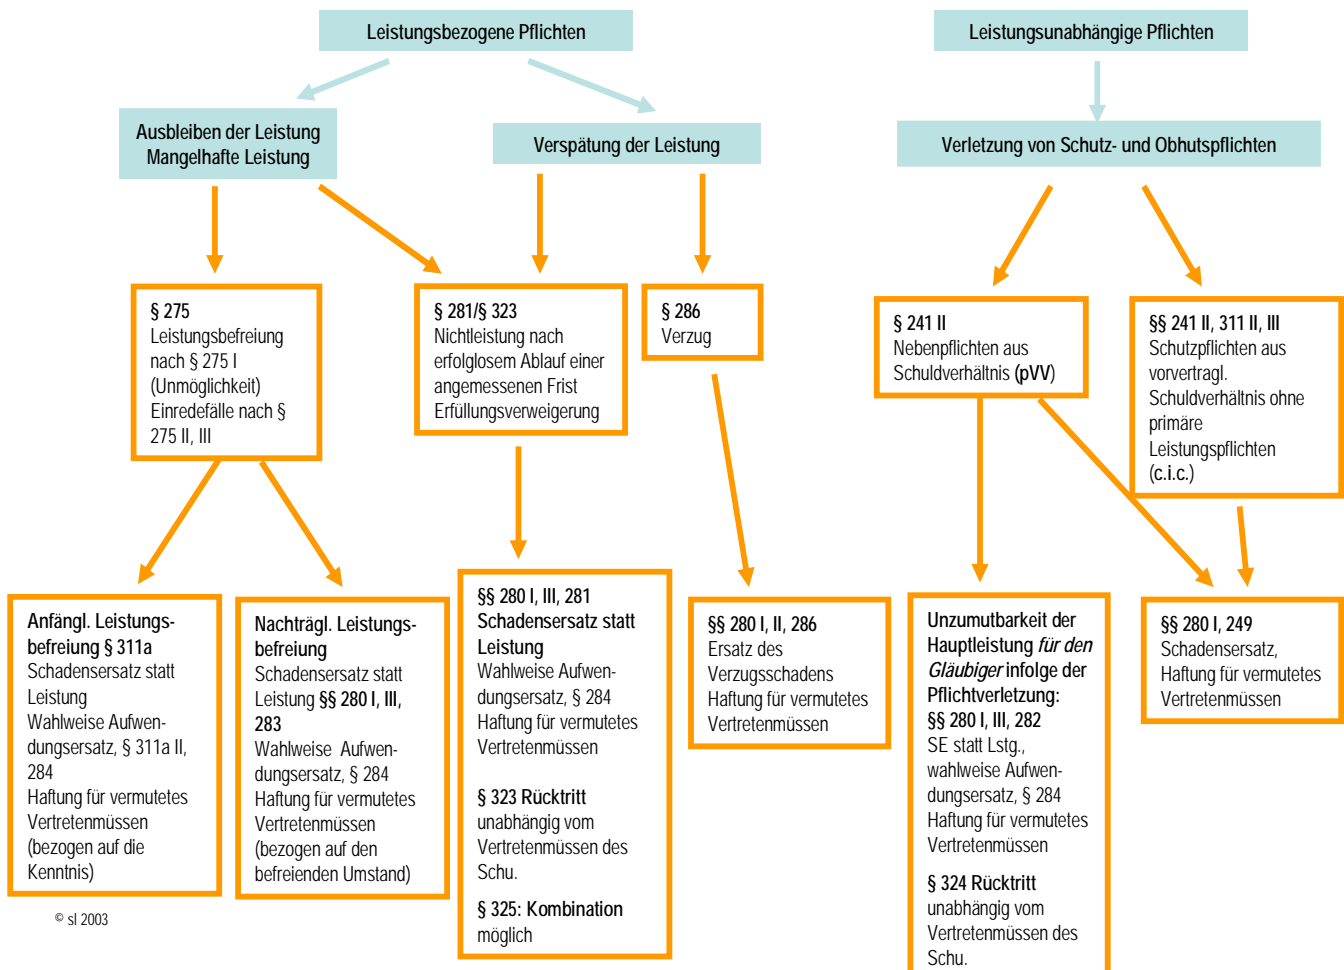 Leistungsbezogene Pflichten
Leistungsunabhängige Pflichten
Ausbleiben der Leistung
Mangelhafte Leistung
Verspätung der Leistung
Verletzung von Schutz- und Obhutspflichten
§ 275
Leistungsbefreiung
nach § 275 I
(Unmöglichkeit)
Einredefälle nach §
275 II, III
§ 281/§ 323
Nichtleistung nach
erfolglosem Ablauf einer
angemessenen Frist
Erfüllungsverweigerung
§ 286
Verzug
§ 241 II
Nebenpflichten aus
Schuldverhältnis (pVV)
§§ 241 II, 311 II, III
Schutzpflichten aus
vorvertragl.
Schuldverhältnis ohne
primäre
Leistungspflichten
(c.i.c.)
Anfängl. Leistungs-
befreiung § 311a
Schadensersatz statt
Leistung
Wahlweise Aufwen-
dungsersatz, § 311a II,
284
Haftung für vermutetes
Vertretenmüssen
(bezogen auf die
Kenntnis)
Nachträgl. Leistungs-
befreiung
Schadensersatz statt
Leistung §§ 280 I, III,
283
Wahlweise Aufwen-
dungsersatz, § 284
Haftung für vermutetes
Vertretenmüssen
(bezogen auf den
befreienden Umstand)
§§ 280 I, III, 281
Schadensersatz statt
Leistung
Wahlweise Aufwen-
dungsersatz, § 284
Haftung für vermutetes
Vertretenmüssen
§ 323 Rücktritt
unabhängig vom
Vertretenmüssen des
Schu.
§ 325: Kombination
möglich
§§ 280 I, II, 286
Ersatz des
Verzugsschadens
Haftung für vermutetes
Vertretenmüssen
Unzumutbarkeit der
Hauptleistung für den
Gläubiger infolge der
Pflichtverletzung:
§§ 280 I, III, 282
SE statt Lstg.,
wahlweise Aufwen-
dungsersatz, § 284
Haftung für vermutetes
Vertretenmüssen
§ 324 Rücktritt
unabhängig vom
Vertretenmüssen des
Schu.
§§ 280 I, 249
Schadensersatz,
Haftung für vermutetes
Vertretenmüssen
© sl 2003